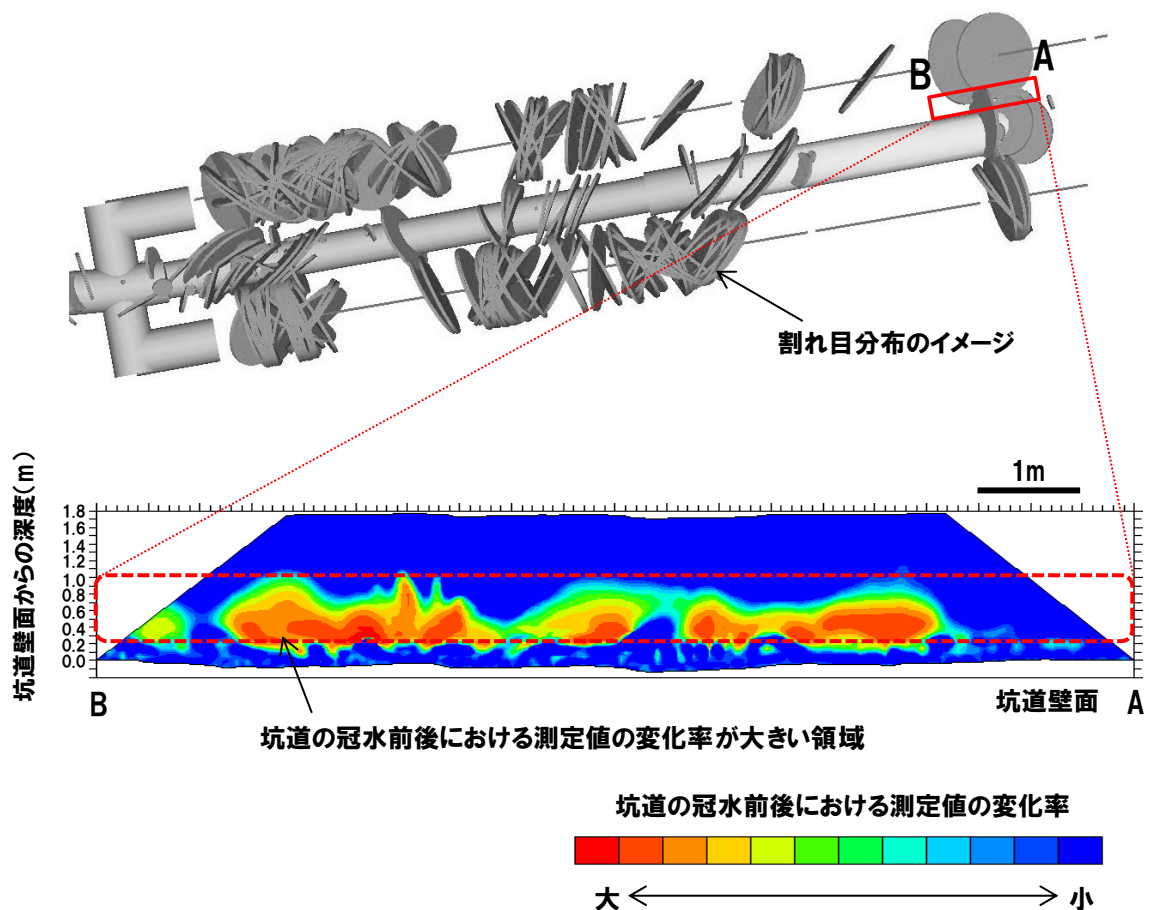 B
A
割れ目分布のイメージ
1m
坑道壁面からの深度(m)
1.8
1.6
1.4
1.2
1.0
0.8
0.6
0.4
0.2
0.0
B
坑道壁面
A
坑道の冠水前後における測定値の変化率が大きい領域
坑道の冠水前後における測定値の変化率
大
小